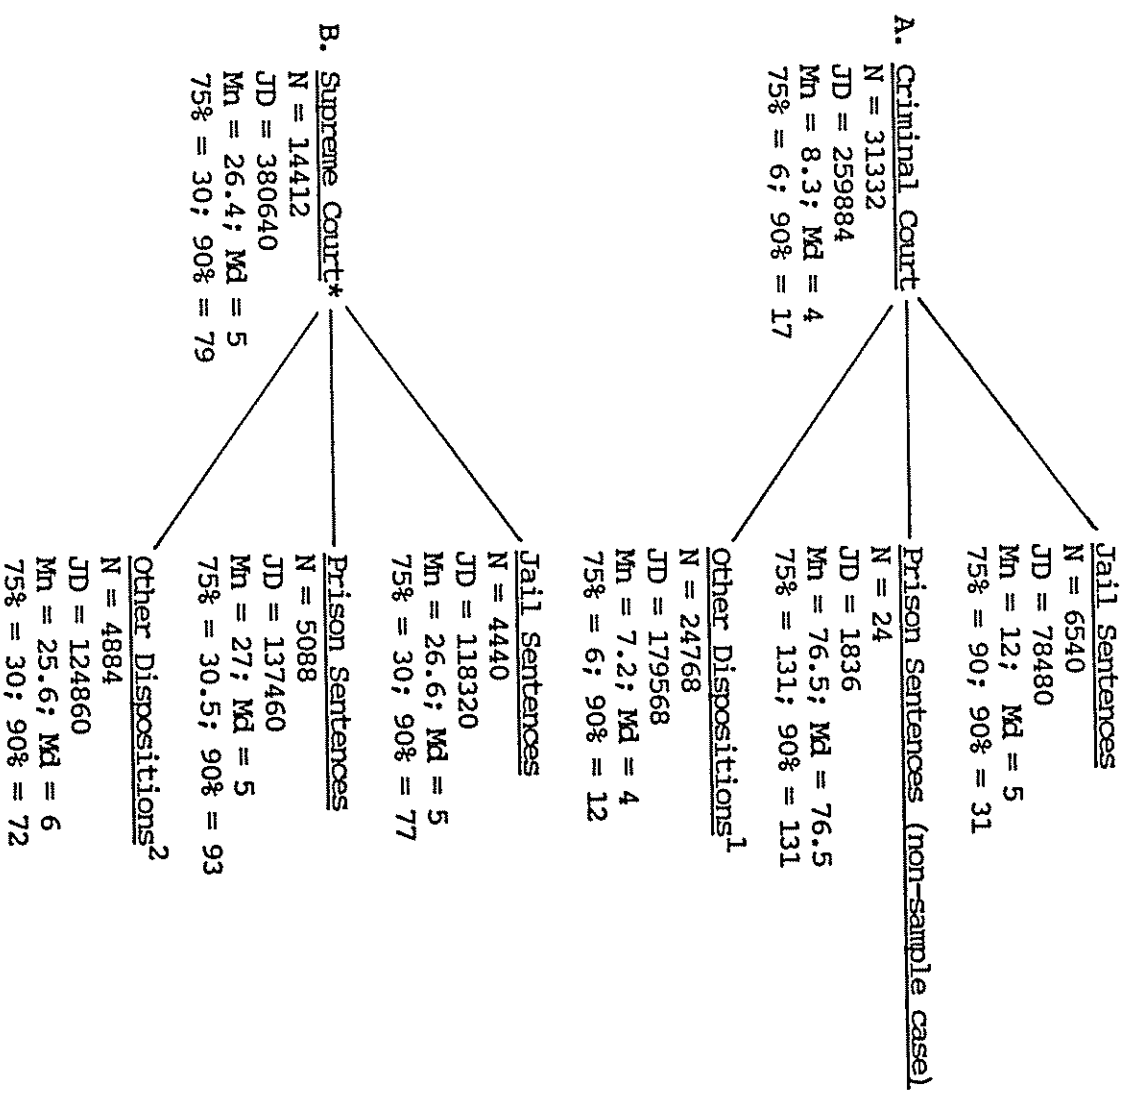 A. Criminal Court
N = 31332
JD = 259884
Mn = 8.3; Md = 4
75% = 6; 90% = 17
Jail Sentences
N = 6540
JD = 78480
Mn = 12; Md = 5
75% = 90; 90% = 31
Prison Sentences (non-sample case)
N = 24
JD = 1836
Mn = 76.5; Md = 76.5
75% = 131; 90% = 131
Other Dispositions¹
N = 24768
JD = 179568
Mn = 7.2; Md = 4
75% = 6; 90% = 12
B. Supreme Court*
N = 14412
JD = 380640
Mn = 26.4; Md = 5
75% = 30; 90% = 79
Jail Sentences
N = 4440
JD = 118320
Mn = 26.6; Md = 5
75% = 30; 90% = 77
Prison Sentences
N = 5088
JD = 137460
Mn = 27; Md = 5
75% = 30.5; 90% = 93
Other Dispositions²
N = 4884
JD = 124860
Mn = 25.6; Md = 6
75% = 30; 90% = 72